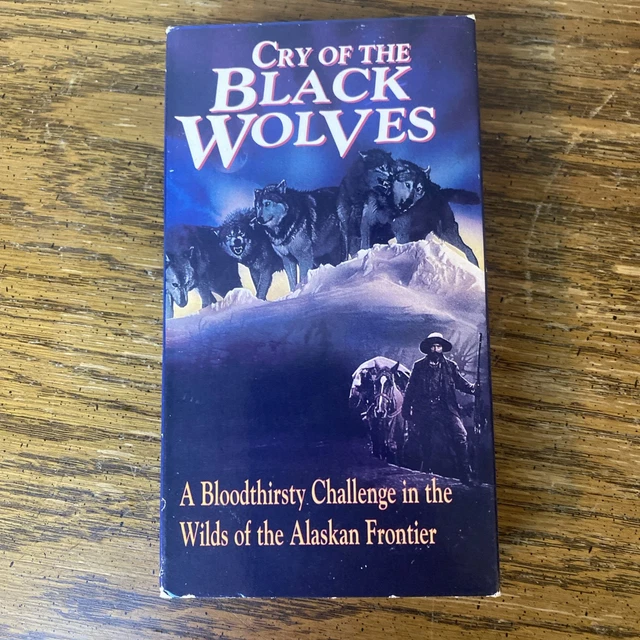 CRY OF THE
BLACK
WOLVES
A Bloodthirsty Challenge in the
Wilds of the Alaskan Frontier